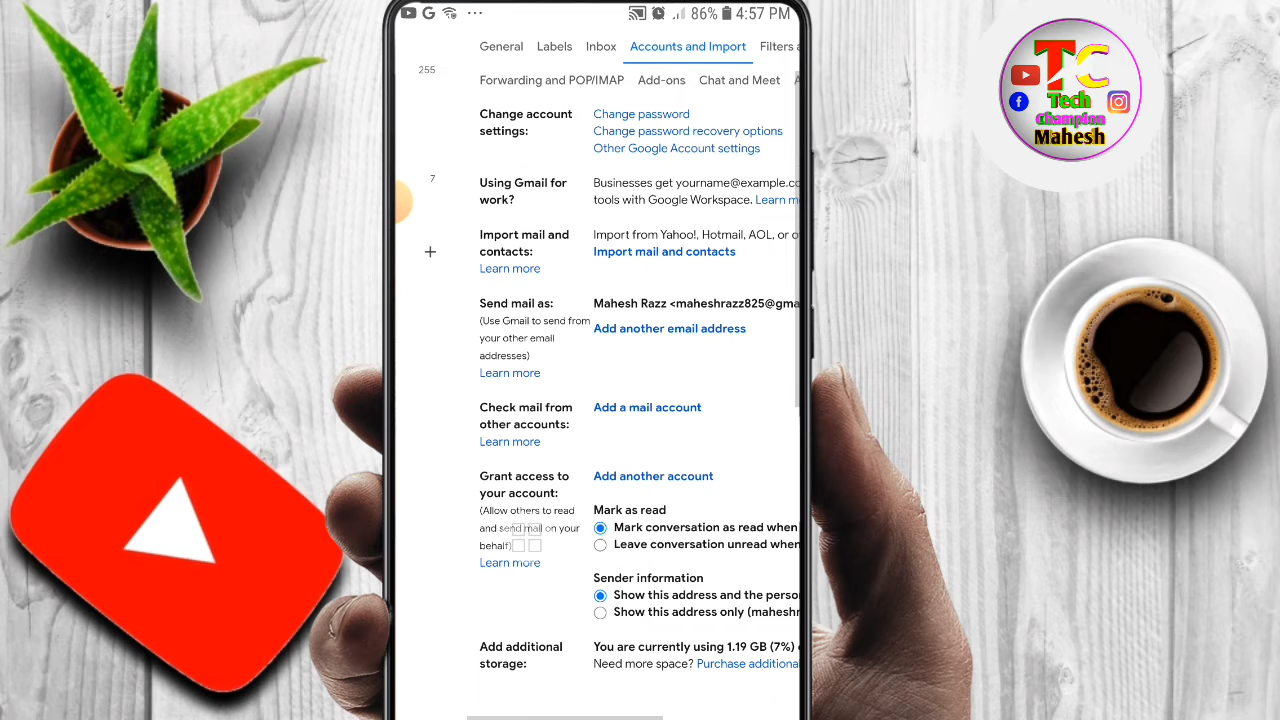 86% 4:57 PM
General Labels Inbox Accounts and Import Filters a
255
Forwarding and POP/IMAP Add-ons Chat and Meet
Change account settings:
Change password
Change password recovery options
Other Google Account settings
7
Using Gmail for work?
Businesses get yourname@example.co
tools with Google Workspace. Learn m
Import mail and contacts:
Learn more
Import from Yahoo!, Hotmail, AOL, or o
Import mail and contacts
Send mail as:
(Use Gmail to send from
your other email
addresses)
Learn more
Mahesh Razz <maheshrazz825@gma
Add another email address
Check mail from
other accounts:
Learn more
Add a mail account
Grant access to
your account:
(Allow others to read
and send mail on your
behalf)
Learn more
Add another account
Mark as read
Mark conversation as read when
Leave conversation unread when
Sender information
Show this address and the perso
Show this address only (maheshr
Add additional
storage:
You are currently using 1.19 GB (7%)
Need more space? Purchase additiona
TC
Tech
Champion
Mahesh